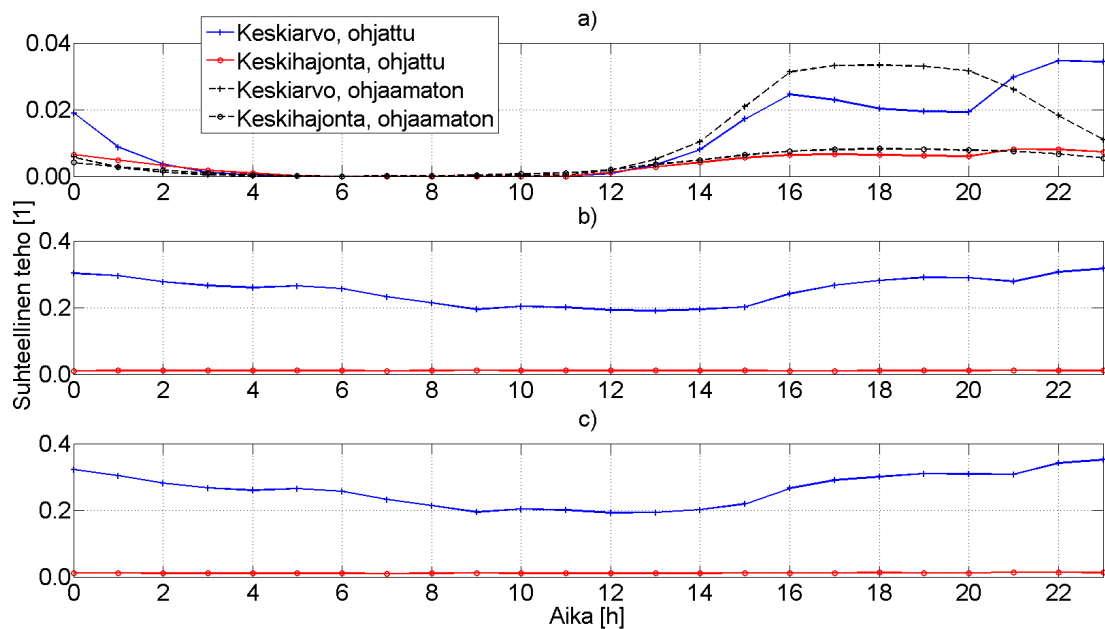 a)
Keskiarvo, ohjattu
Keskihajonta, ohjattu
Keskiarvo, ohjaamaton
Keskihajonta, ohjaamaton
0.04
0.02
0.00
0 2 4 6 8 10 12 14 16 18 20 22
b)
Suhteellinen teho [1]
0.4
0.2
0.0
0 2 4 6 8 10 12 14 16 18 20 22
c)
0.4
0.2
0.0
0 2 4 6 8 10 12 14 16 18 20 22
Aika [h]